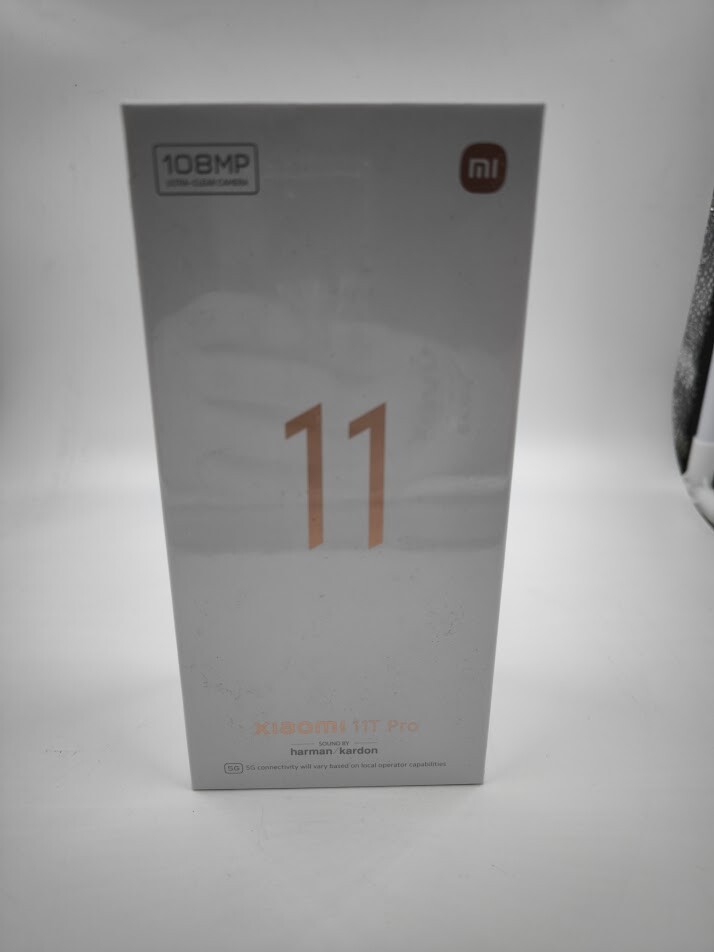 108MP
ULTRA-CLEAR CAMERA
mi
11
xiaomi 11T Pro
SOUND BY
harman/kardon
5G 5G connectivity will vary based on local operator capabilities